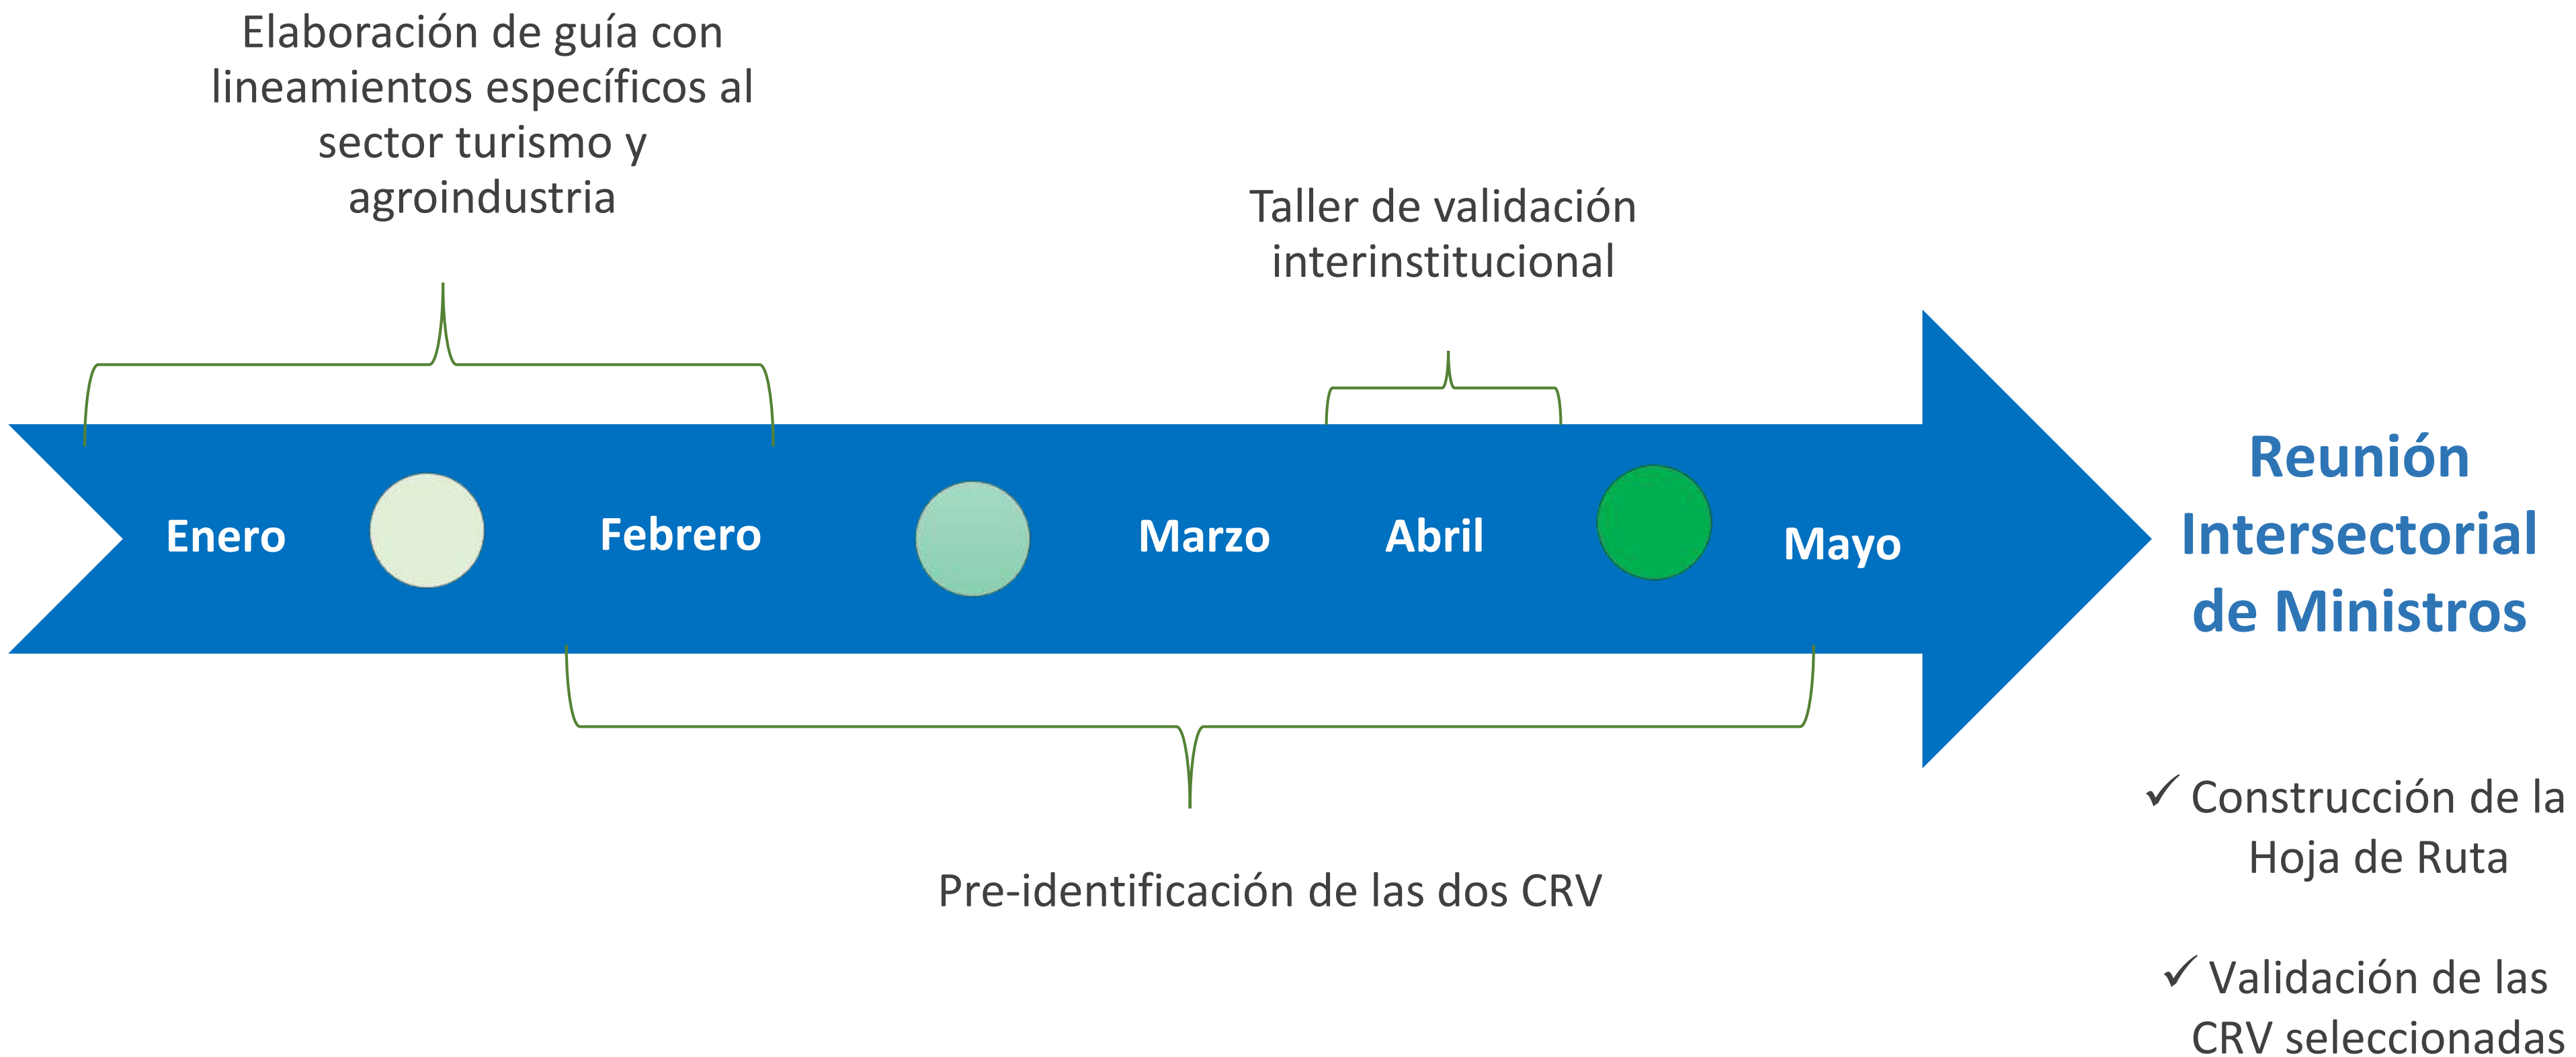 Elaboración de guía con
lineamientos específicos al
sector turismo y
agroindustria
Taller de validación
interinstitucional
Enero
Febrero
Marzo
Abril
Mayo
Reunión
Intersectorial
de Ministros
Pre-identificación de las dos CRV
✓ Construcción de la
Hoja de Ruta
✓ Validación de las
CRV seleccionadas